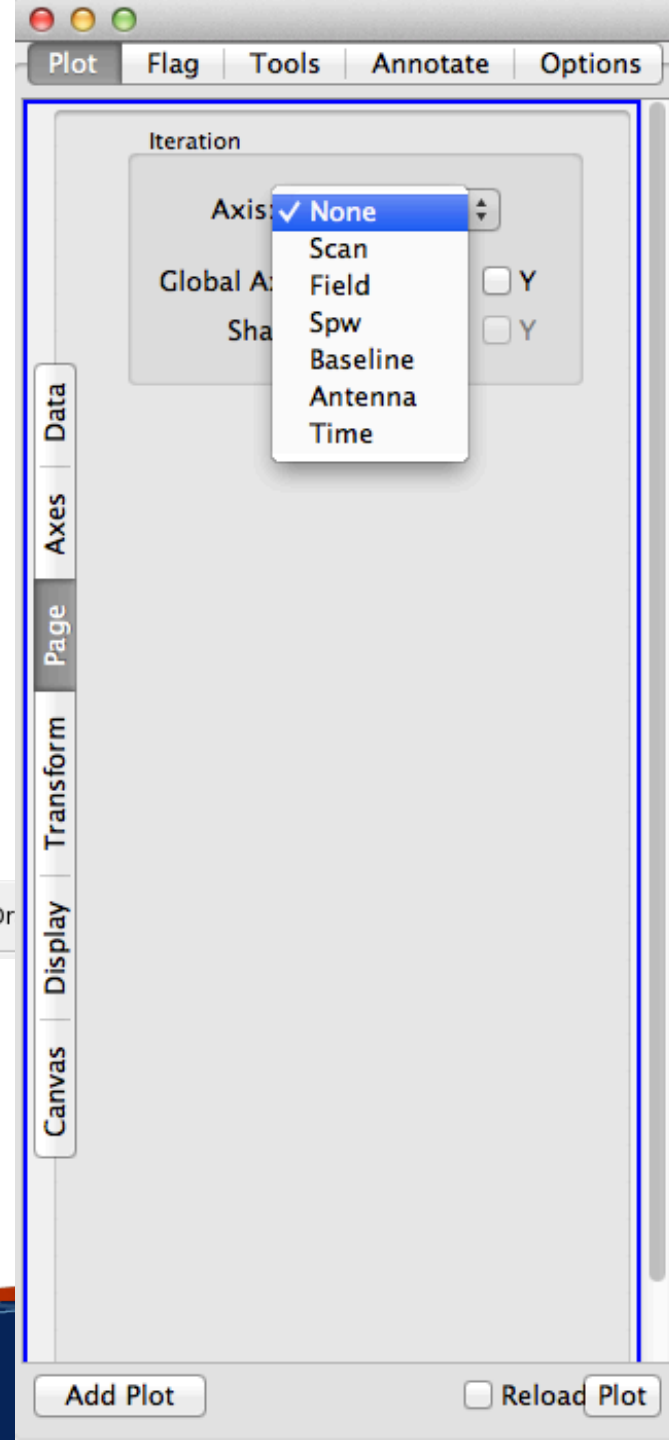 Plot Flag Tools Annotate Options
Iteration
Axis: ✓ None
Scan
Global A: Field Y
Sha Spw Y
Baseline
Antenna
Time
Data
Axes
Page
Transform
Display
Canvas
Or
Add Plot Reload Plot